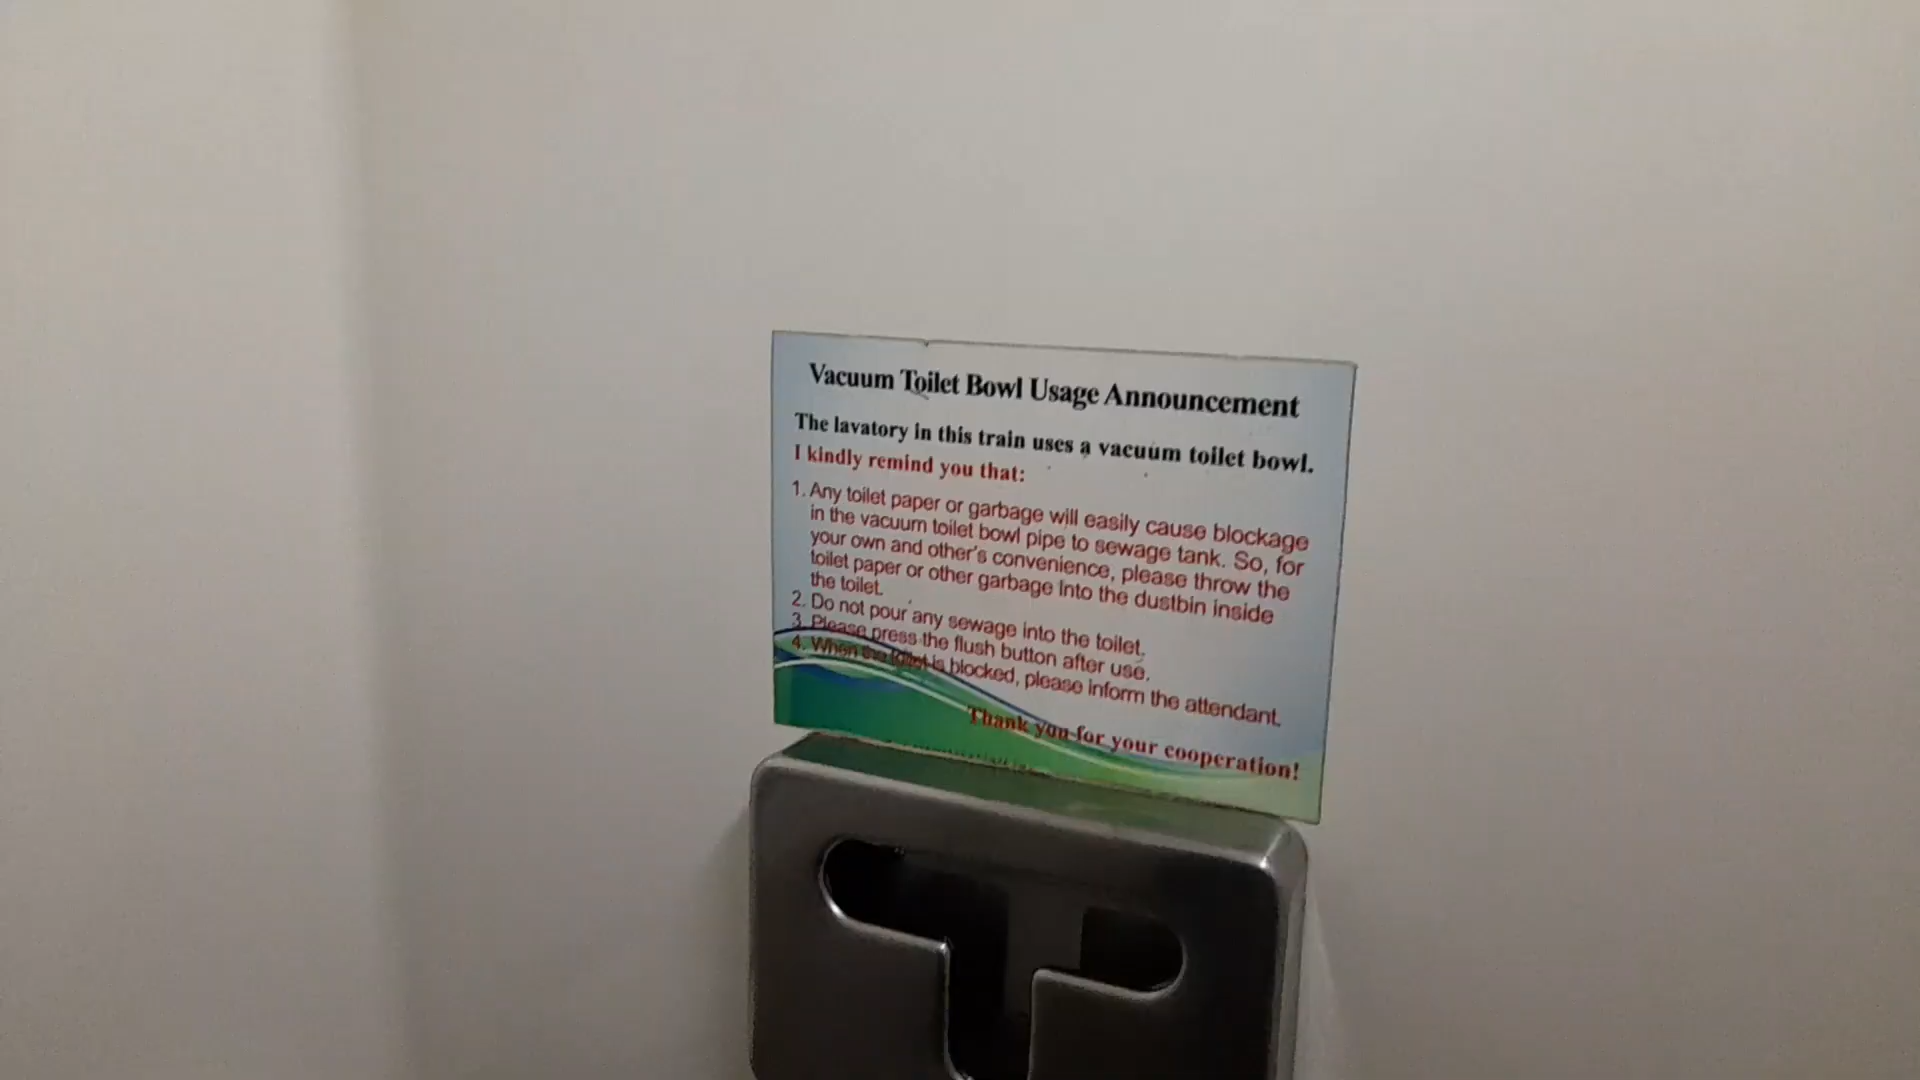 Vacuum Toilet Bowl Usage Announcement
The lavatory in this train uses a vacuum toilet bowl.
I kindly remind you that:
1. Any toilet paper or garbage will easily cause blockage
in the vacuum toilet bowl pipe to sewage tank. So, for
your own and other's convenience, please throw the
toilet paper or other garbage into the dustbin inside
the toilet.
2. Do not pour any sewage into the toilet.
3. Please press the flush button after use.
4. When the toilet is blocked, please inform the attendant.
Thank you for your cooperation!